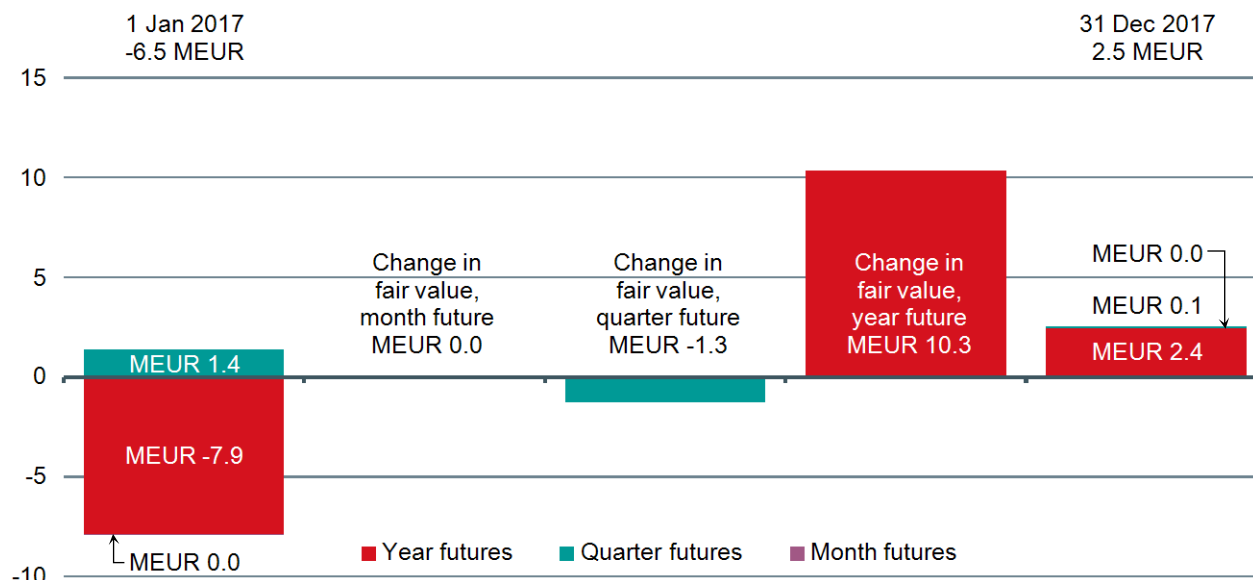 1 Jan 2017
-6.5 MEUR
31 Dec 2017
2.5 MEUR
15
10
5
0
-5
-10
MEUR 1.4
MEUR -7.9
MEUR 0.0
Change in
fair value,
month future
MEUR 0.0
Change in
fair value,
quarter future
MEUR -1.3
Change in
fair value,
year future
MEUR 10.3
MEUR 0.0
MEUR 0.1
MEUR 2.4
Year futures
Quarter futures
Month futures